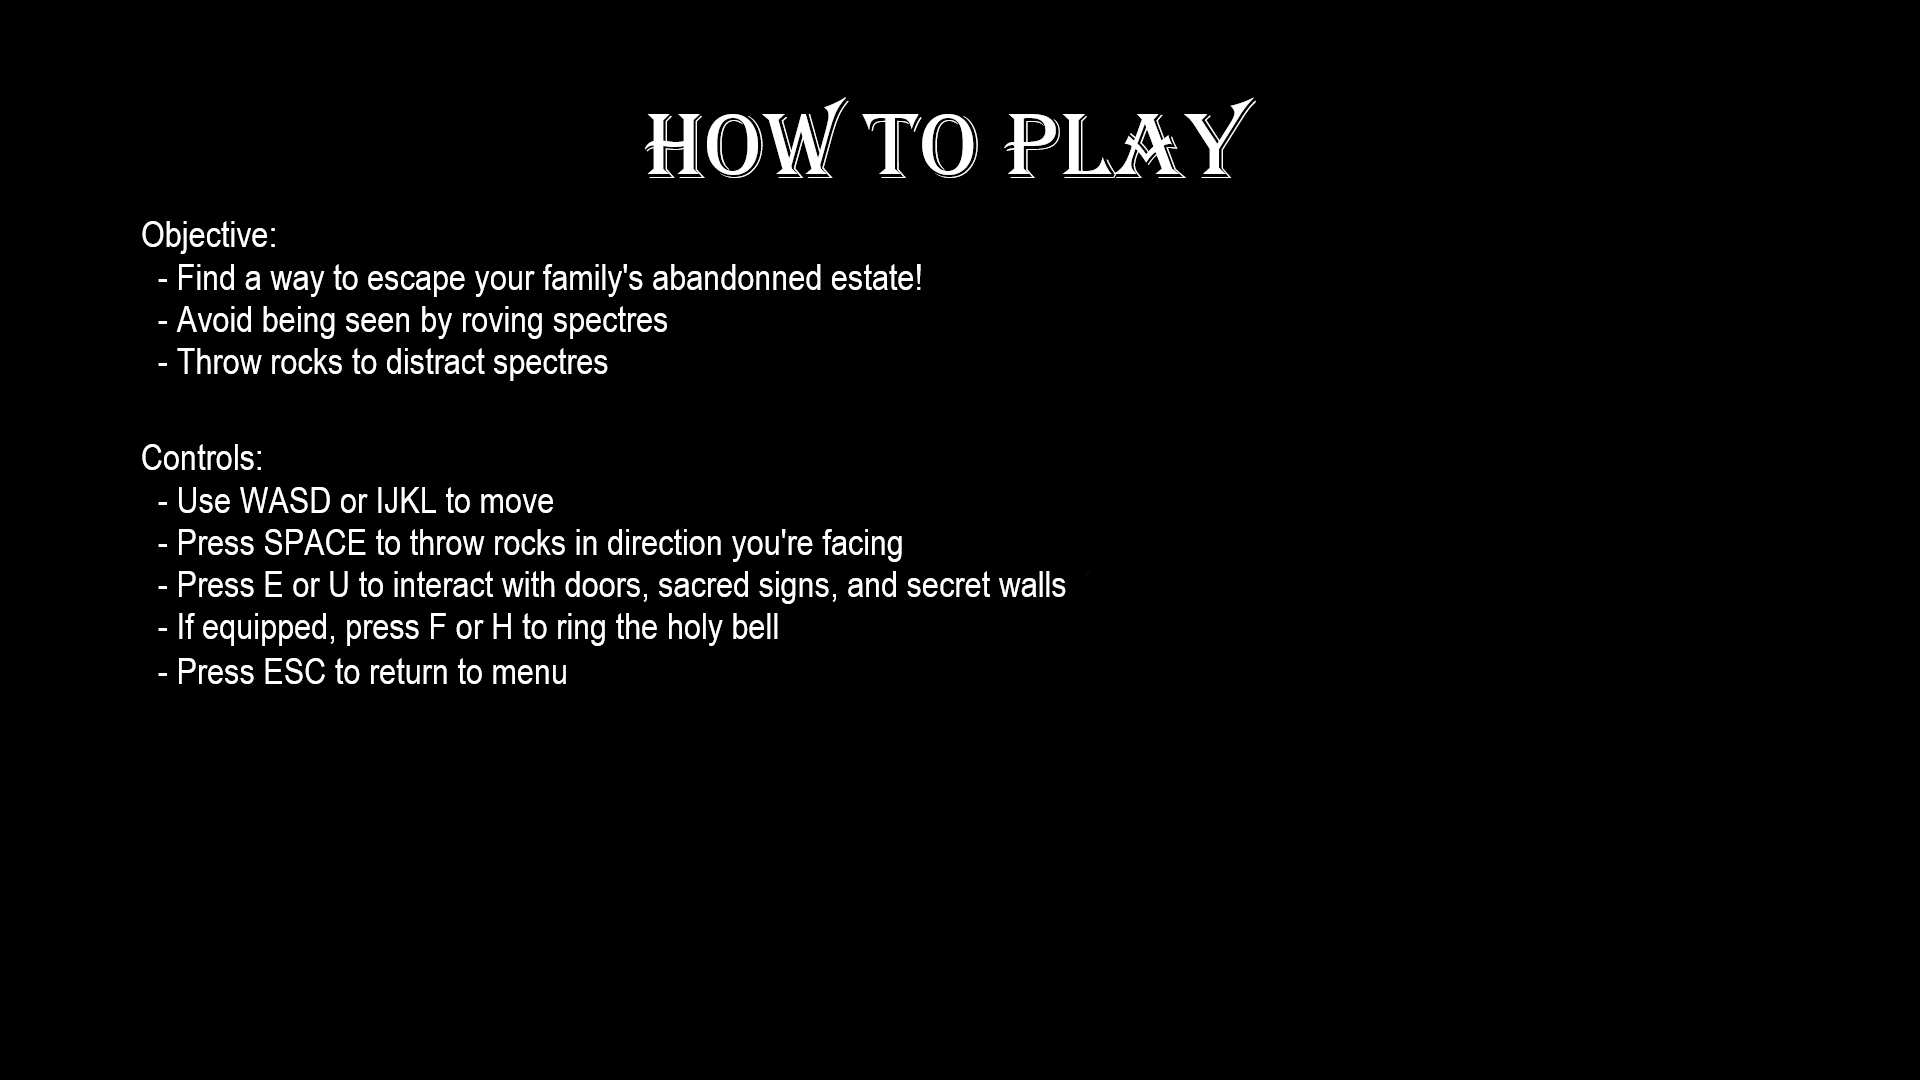 HOW TO PLAY
Objective:
- Find a way to escape your family's abandonned estate!
- Avoid being seen by roving spectres
- Throw rocks to distract spectres
Controls:
- Use WASD or IJKL to move
- Press SPACE to throw rocks in direction you're facing
- Press E or U to interact with doors, sacred signs, and secret walls
- If equipped, press F or H to ring the holy bell
- Press ESC to return to menu